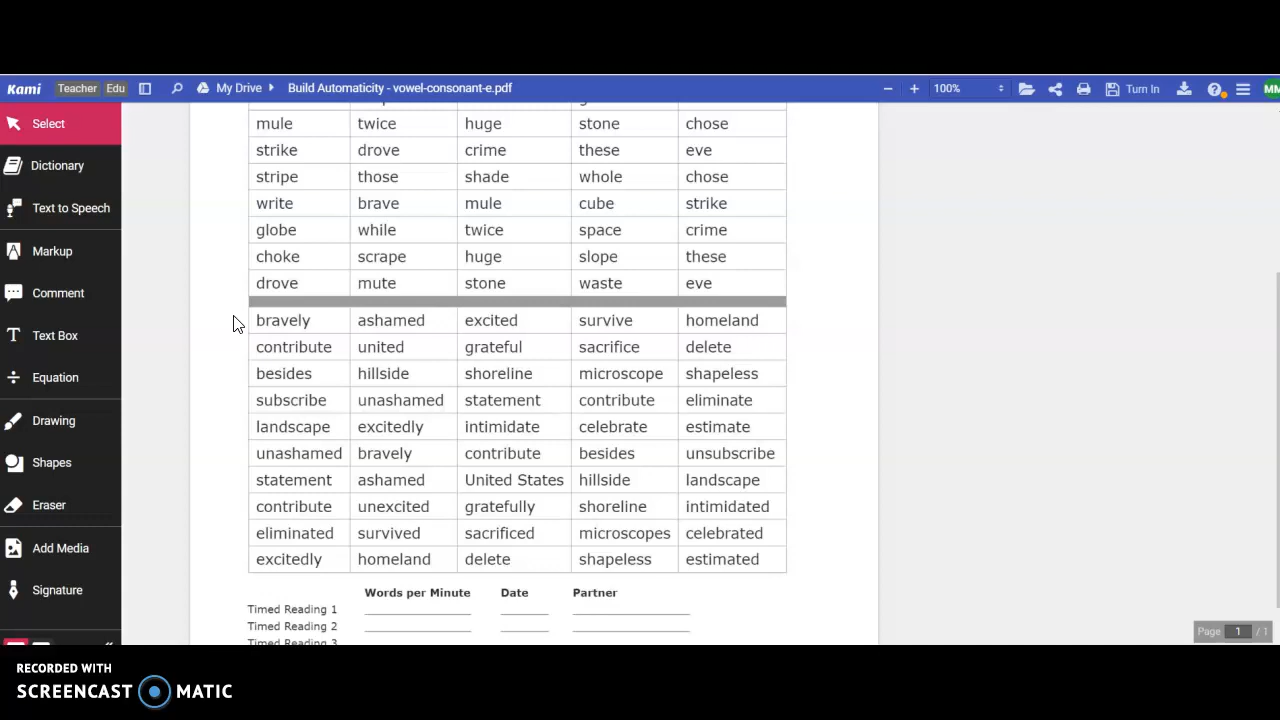 Kami Teacher Edu My Drive Build Automaticity - vowel-consonant-e.pdf 100% Turn In MM
Select
Dictionary
Text to Speech
Markup
Comment
Text Box
Equation
Drawing
Shapes
Eraser
Add Media
Signature
mule twice huge stone chose
strike drove crime these eve
stripe those shade whole chose
write brave mule cube strike
globe while twice space crime
choke scrape huge slope these
drove mute stone waste eve
bravely ashamed excited survive homeland
contribute united grateful sacrifice delete
besides hillside shoreline microscope shapeless
subscribe unashamed statement contribute eliminate
landscape excitedly intimidate celebrate estimate
unashamed bravely contribute besides unsubscribe
statement ashamed United States hillside landscape
contribute unexcited gratefully shoreline intimidated
eliminated survived sacrificed microscopes celebrated
excitedly homeland delete shapeless estimated
Words per Minute Date Partner
Timed Reading 1
Timed Reading 2
Timed Reading 3
Page 1 / 1
RECORDED WITH
SCREENCAST MATIC